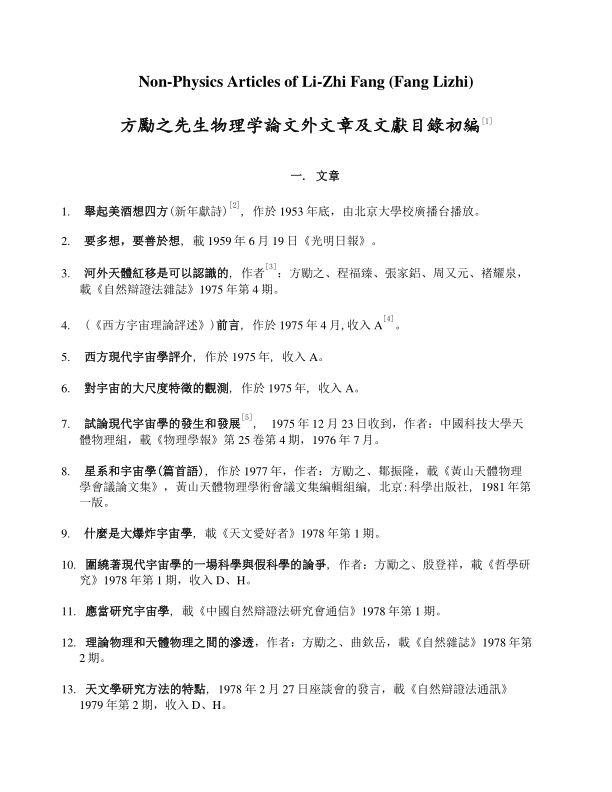 Non-Physics Articles of Li-Zhi Fang (Fang Lizhi)
方勵之先生物理学論文外文章及文獻目錄初編[1]
一．文章
1. 舉起美酒想四方(新年獻詩)[2]，作於 1953 年底，由北京大學校廣播台播放。
2. 要多想，要善於想，載 1959 年 6 月 19 日《光明日報》。
3. 河外天體紅移是可以認識的，作者[3]：方勵之、程福臻、張家鋁、周又元、褚耀泉，
載《自然辯證法雜誌》1975 年第 4 期。
4. (《西方宇宙理論評述》)前言，作於 1975 年 4 月,收入 A[4]。
5. 西方現代宇宙學評介，作於 1975 年，收入 A。
6. 對宇宙的大尺度特徵的觀測，作於 1975 年，收入 A。
7. 試論現代宇宙學的發生和發展[5]， 1975 年 12 月 23 日收到，作者：中國科技大學天
體物理組，載《物理學報》第 25 卷第 4 期，1976 年 7 月。
8. 星系和宇宙學(篇首語)，作於 1977 年，作者：方勵之、鄒振隆，載《黃山天體物理
學會議論文集》，黃山天體物理學術會議文集編輯組編，北京:科學出版社，1981 年第
一版。
9. 什麼是大爆炸宇宙學，載《天文愛好者》1978 年第 1 期。
10. 圍繞著現代宇宙學的一場科學與假科學的論爭，作者：方勵之、殷登祥，載《哲學研
究》1978 年第 1 期，收入 D、H。
11. 應當研究宇宙學，載《中國自然辯證法研究會通信》1978 年第 1 期。
12. 理論物理和天體物理之間的滲透，作者：方勵之、曲欽岳，載《自然雜誌》1978 年第
2 期。
13. 天文學研究方法的特點，1978 年 2 月 27 日座談會的發言，載《自然辯證法通訊》
1979 年第 2 期，收入 D、H。